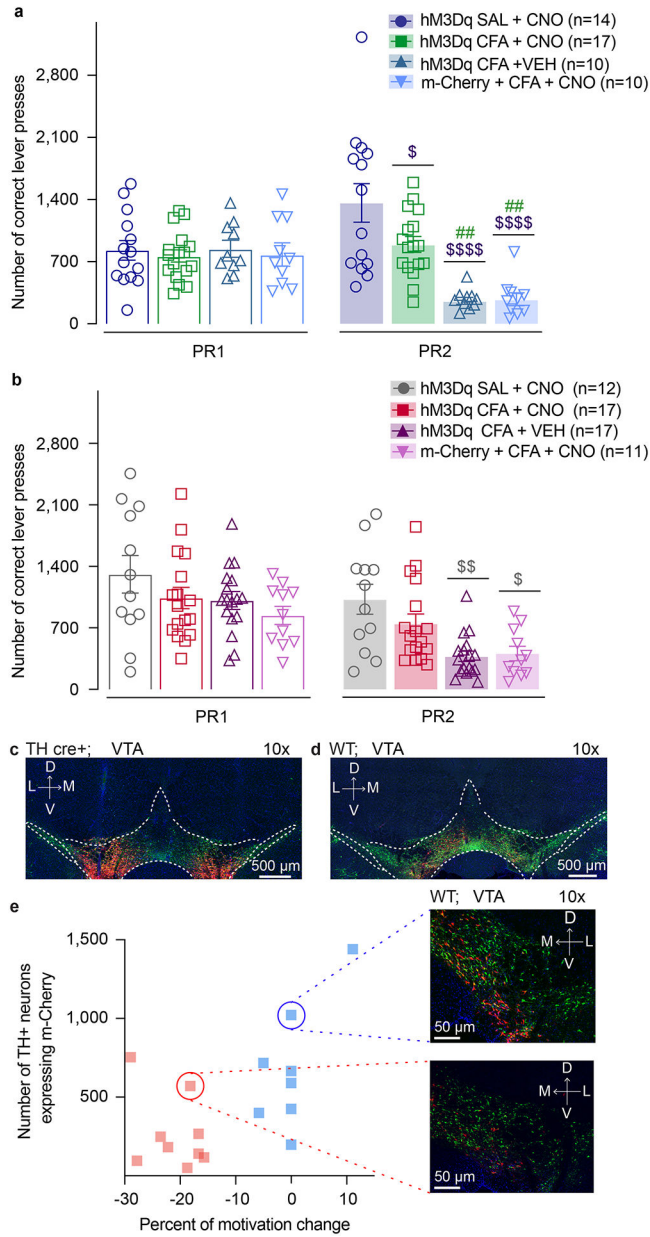 a
hM3Dq SAL + CNO (n=14)
hM3Dq CFA + CNO (n=17)
hM3Dq CFA +VEH (n=10)
m-Cherry + CFA + CNO (n=10)
Number of correct lever presses
2,800
2,100
1,400
700
0
$
##
$$$$
##
$$$$
PR1
PR2
b
hM3Dq SAL + CNO (n=12)
hM3Dq CFA + CNO (n=17)
hM3Dq CFA + VEH (n=17)
m-Cherry + CFA + CNO (n=11)
Number of correct lever presses
2,800
2,100
1,400
700
0
$$
$
PR1
PR2
c TH cre+; VTA 10x
D
L M
V
500 µm
d WT; VTA 10x
D
L M
V
500 µm
e
WT; VTA 10x
D
M L
V
50 µm
D
M L
V
50 µm
Number of TH+ neurons
expressing m-Cherry
1,500
1,000
500
-30 -20 -10 0 10
Percent of motivation change